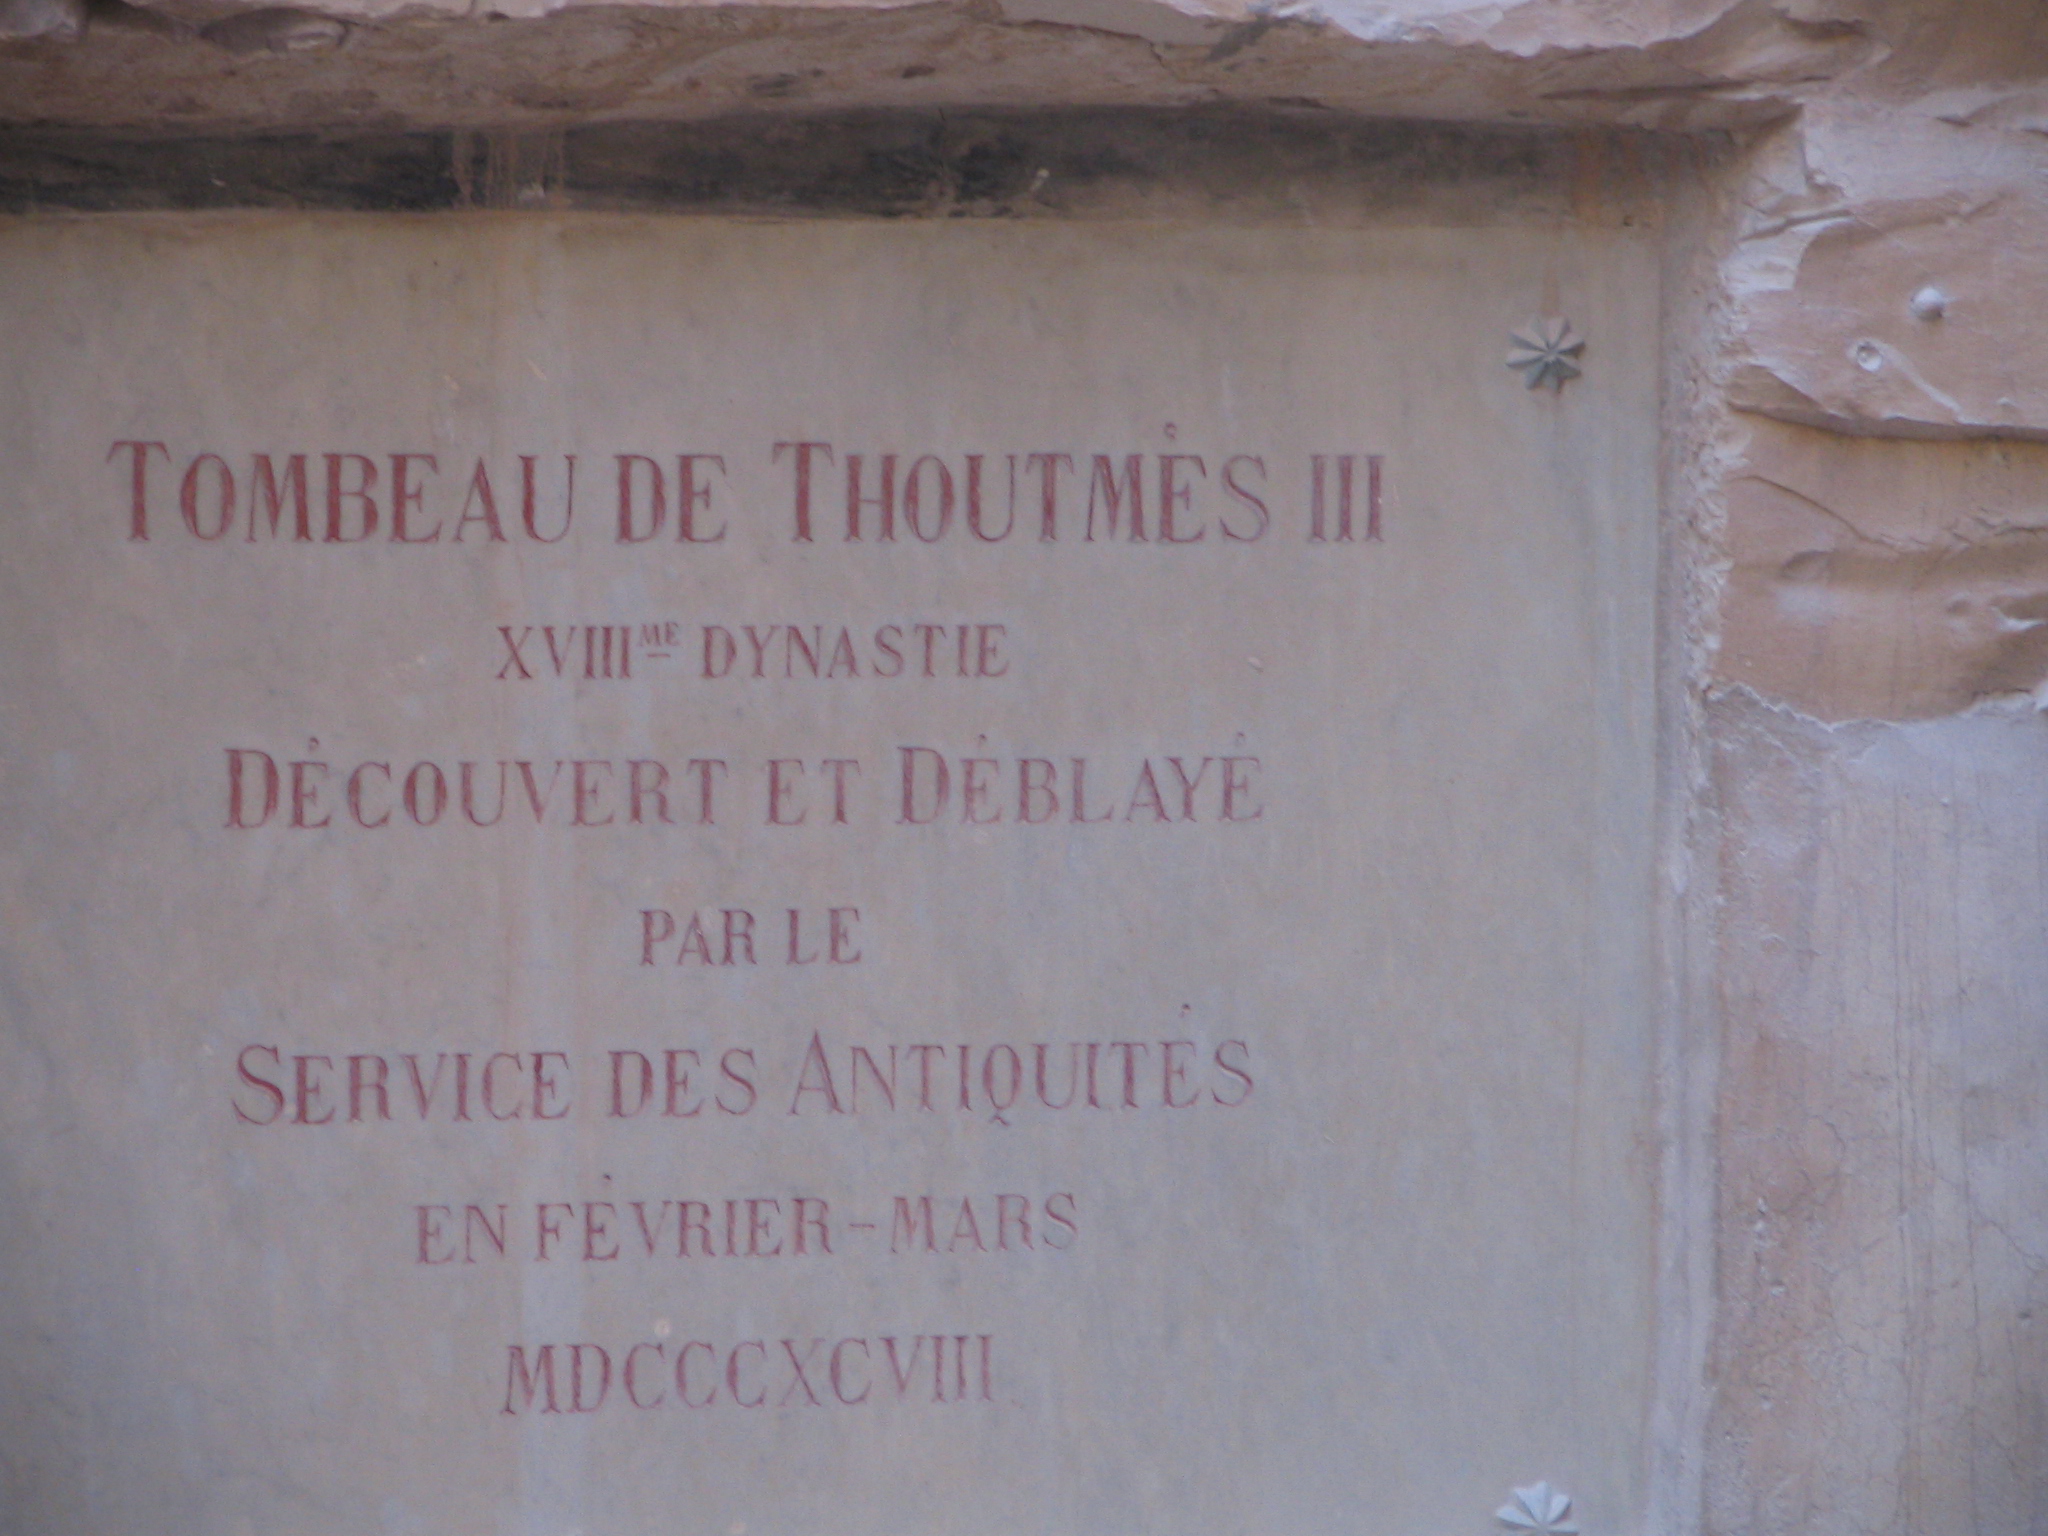 TOMBEAU DE THOUTMÈS III
XVIIIME DYNASTIE
DÉCOUVERT ET DÉBLAYÉ
PAR LE
SERVICE DES ANTIQUITÉS
EN FÉVRIER-MARS
MDCCCXCVIII